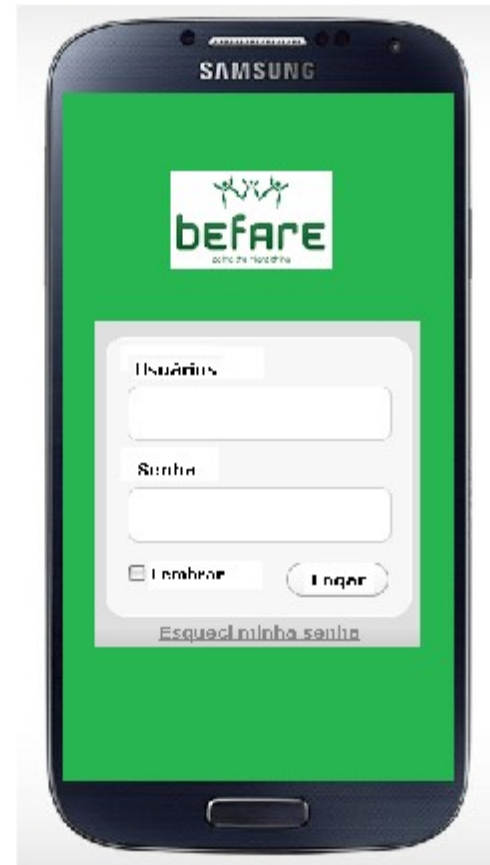 SAMSUNG
befare
Usuários
Senha
Lembrar
Logar
Esqueci minha senha